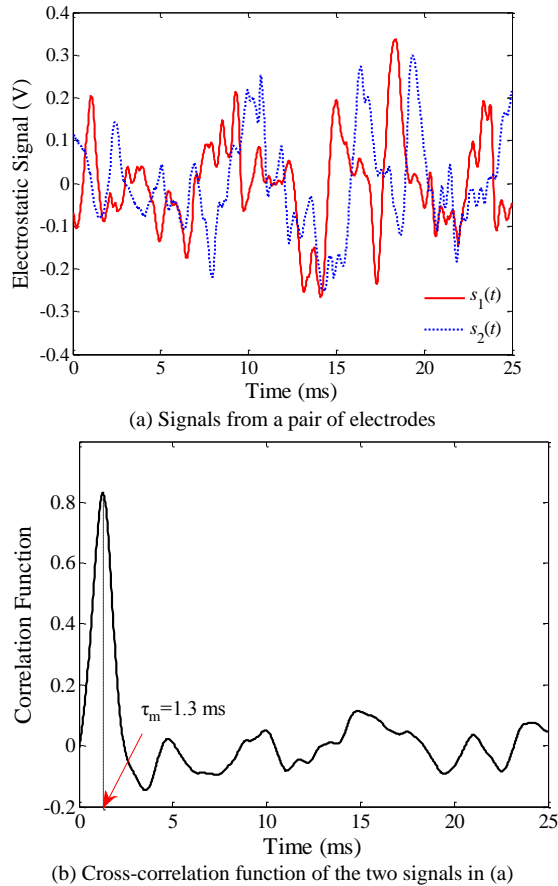 0.4
0.3
0.2
0.1
0
-0.1
-0.2
-0.3
-0.4
Electrostatic Signal (V)
s1(t)
s2(t)
0 5 10 15 20 25
Time (ms)
(a) Signals from a pair of electrodes
0.8
0.6
0.4
0.2
0
-0.2
Correlation Function
τm=1.3 ms
0 5 10 15 20 25
Time (ms)
(b) Cross-correlation function of the two signals in (a)